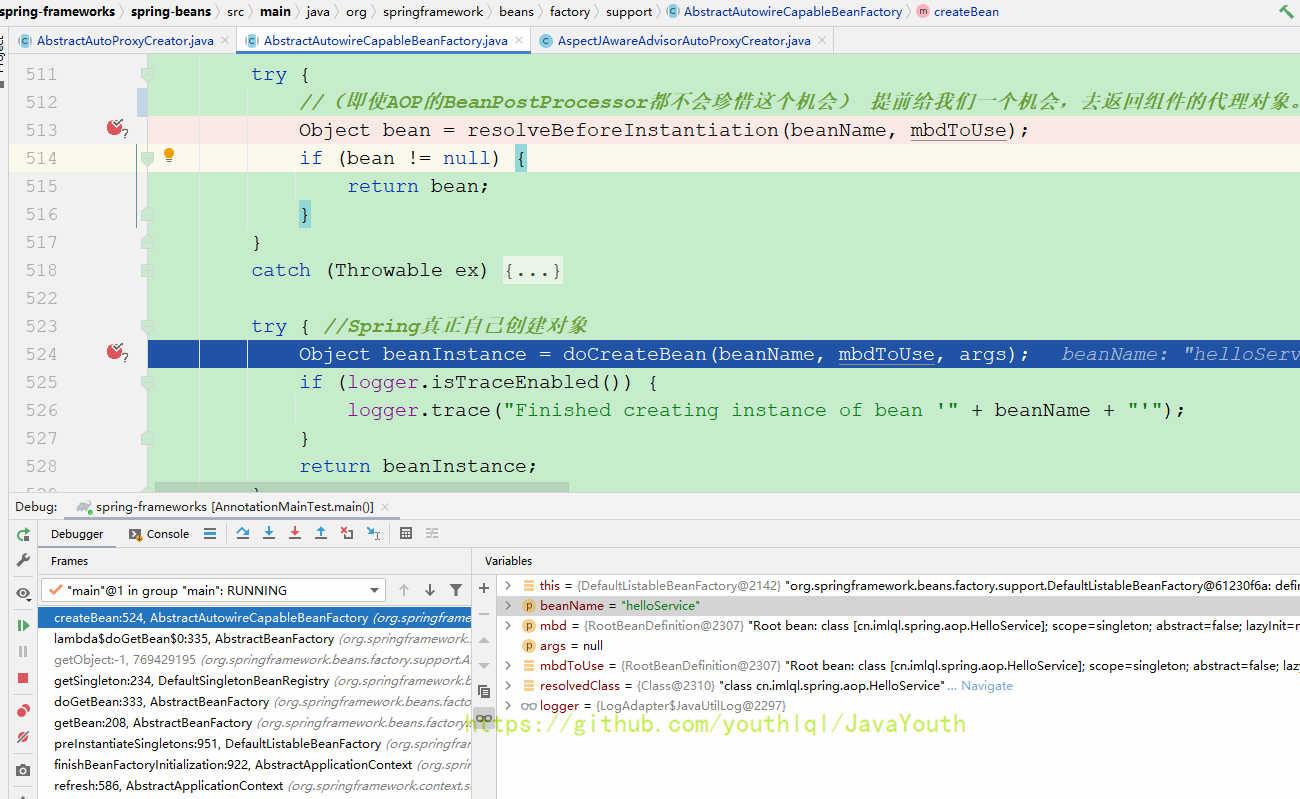 spring-frameworks › spring-beans › src › main › java › org › springframework › beans › factory › support › AbstractAutowireCapableBeanFactory › createBean
AbstractAutoProxyCreator.java × AbstractAutowireCapableBeanFactory.java × AspectJAwareAdvisorAutoProxyCreator.java ×
511 try {
512 //（即使AOP的BeanPostProcessor都不会珍惜这个机会） 提前给我们一个机会，去返回组件的代理对象。
513 Object bean = resolveBeforeInstantiation(beanName, mbdToUse);
514 if (bean != null) {
515 return bean;
516 }
517 }
518 catch (Throwable ex) {...}
522
523 try { //Spring真正自己创建对象
524 Object beanInstance = doCreateBean(beanName, mbdToUse, args); beanName: "helloServ
525 if (logger.isTraceEnabled()) {
526 logger.trace("Finished creating instance of bean '" + beanName + "'");
527 }
528 return beanInstance;
Debug: spring-frameworks [AnnotationMainTest.main()] ×
Debugger Console
Frames
"main"@1 in group "main": RUNNING
createBean:524, AbstractAutowireCapableBeanFactory (org.springframe
lambda$doGetBean$0:335, AbstractBeanFactory (org.springframework.
getObject:-1, 769429195 (org.springframework.beans.factory.support.A
getSingleton:234, DefaultSingletonBeanRegistry (org.springframework.b
doGetBean:333, AbstractBeanFactory (org.springframework.beans.facto
getBean:208, AbstractBeanFactory (org.springframework.beans.factory.
preInstantiateSingletons:951, DefaultListableBeanFactory (org.springfran
finishBeanFactoryInitialization:922, AbstractApplicationContext (org.spri
refresh:586, AbstractApplicationContext (org.springframework.context.s
Variables
this = {DefaultListableBeanFactory@2142} "org.springframework.beans.factory.support.DefaultListableBeanFactory@61230f6a: defin
beanName = "helloService"
mbd = {RootBeanDefinition@2307} "Root bean: class [cn.imlql.spring.aop.HelloService]; scope=singleton; abstract=false; lazyInit=n
args = null
mbdToUse = {RootBeanDefinition@2307} "Root bean: class [cn.imlql.spring.aop.HelloService]; scope=singleton; abstract=false; lazy
resolvedClass = {Class@2310} "class cn.imlql.spring.aop.HelloService" ... Navigate
logger = {LogAdapter$JavaUtilLog@2297}
https://github.com/youthlql/JavaYouth